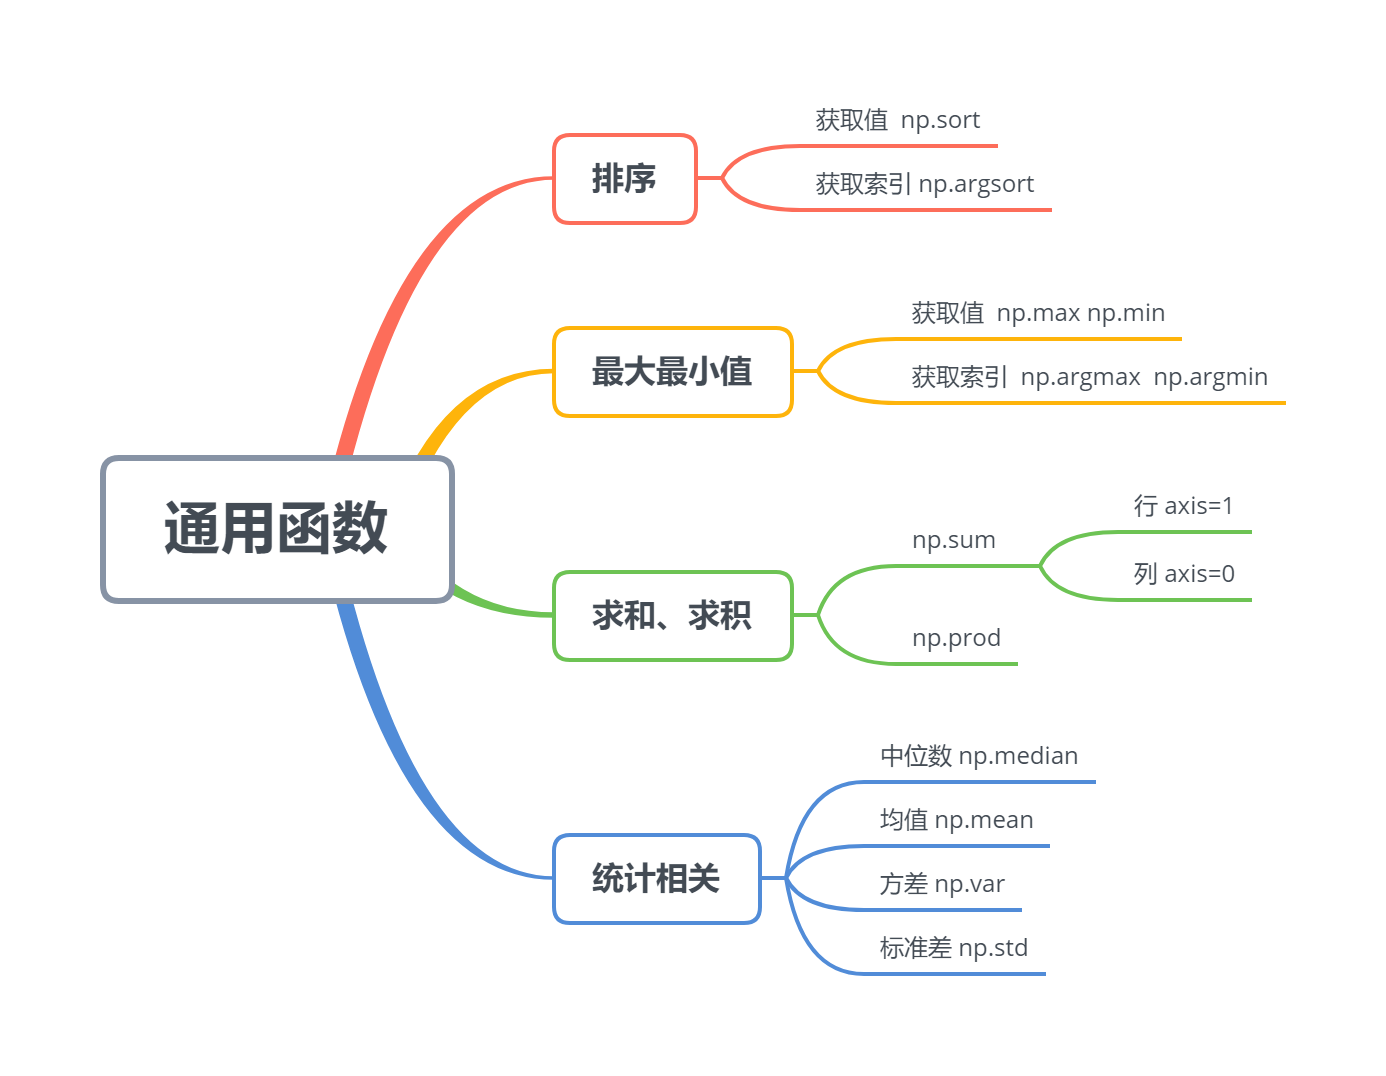 通用函数
排序
获取值 np.sort
获取索引 np.argsort
最大最小值
获取值 np.max np.min
获取索引 np.argmax np.argmin
求和、求积
np.sum
行 axis=1
列 axis=0
np.prod
统计相关
中位数 np.median
均值 np.mean
方差 np.var
标准差 np.std